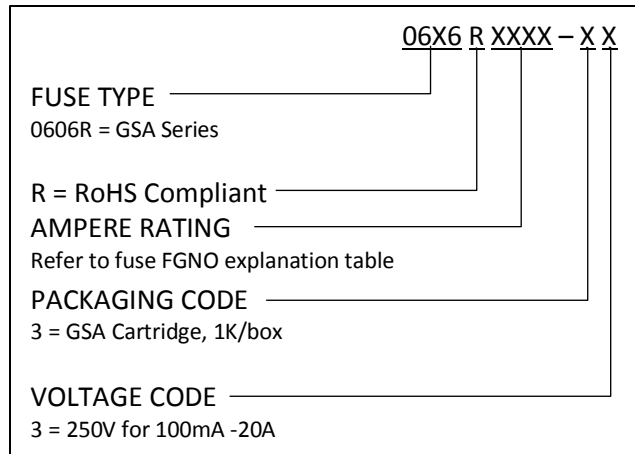 06X6 R XXXX – X X
FUSE TYPE
0606R = GSA Series
R = RoHS Compliant
AMPERE RATING
Refer to fuse FGNO explanation table
PACKAGING CODE
3 = GSA Cartridge, 1K/box
VOLTAGE CODE
3 = 250V for 100mA -20A